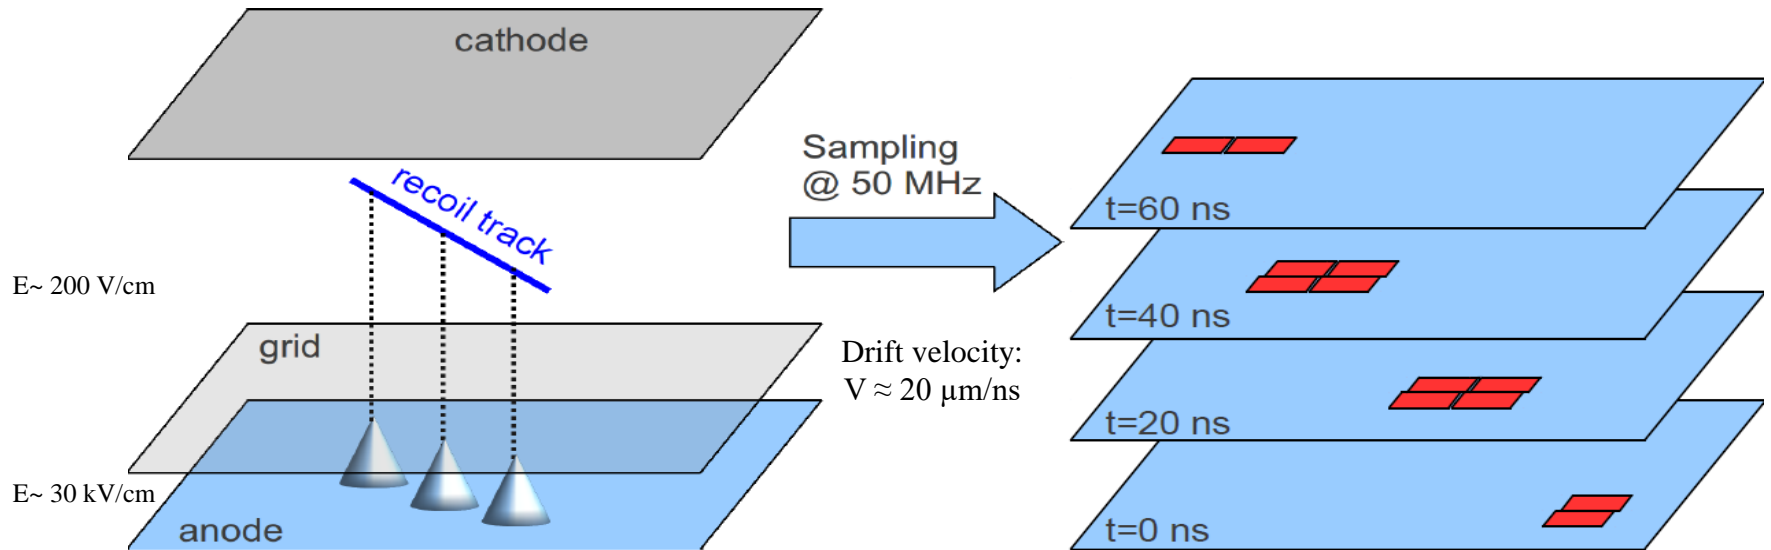 cathode
recoil track
E~ 200 V/cm
grid
E~ 30 kV/cm
anode
Sampling
@ 50 MHz
Drift velocity:
V ≈ 20 µm/ns
t=60 ns
t=40 ns
t=20 ns
t=0 ns